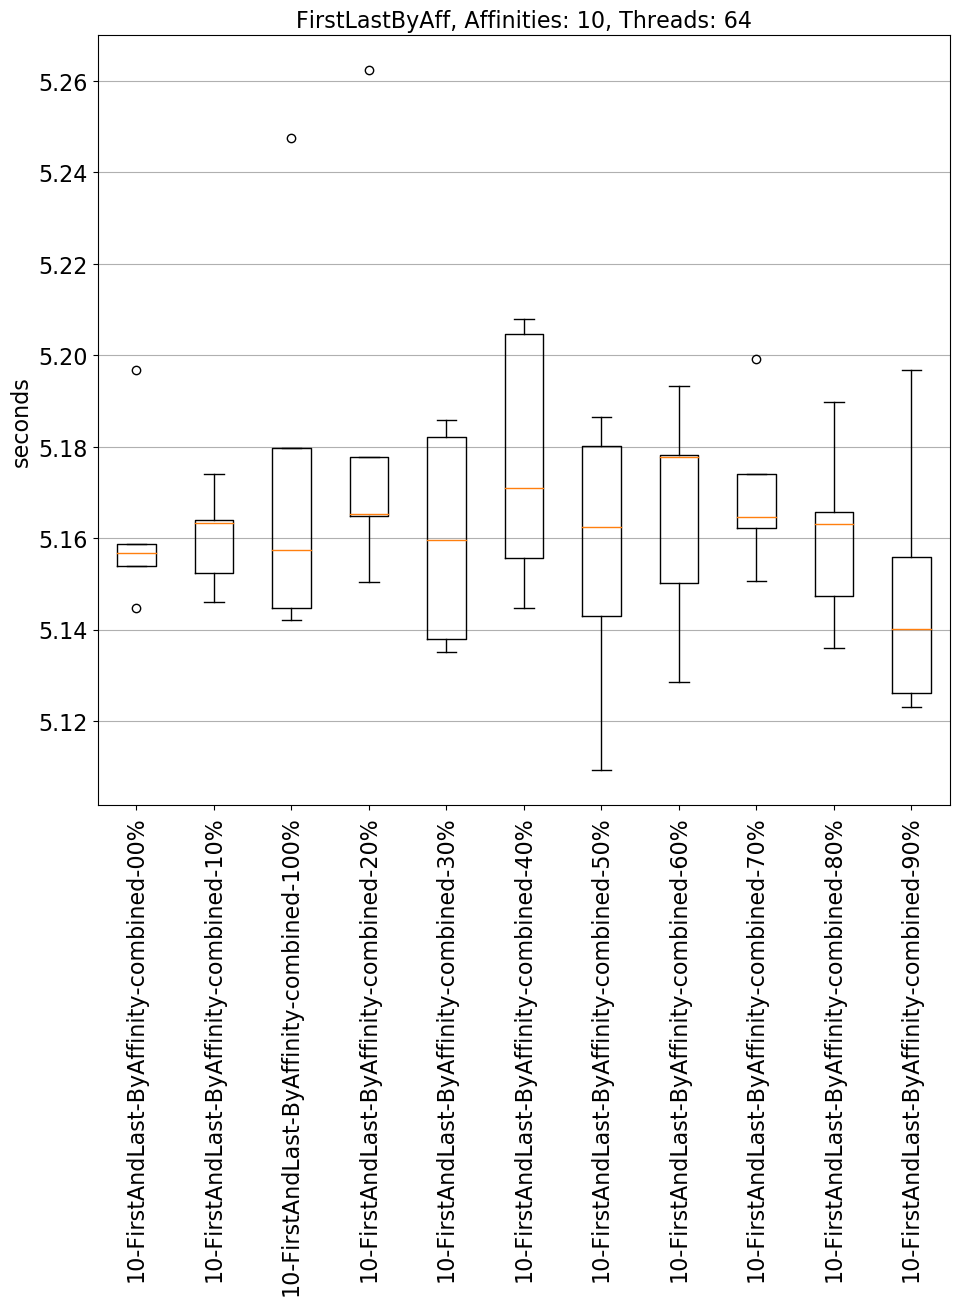 FirstLastByAff, Affinities: 10, Threads: 64
5.26
5.24
5.22
5.20
5.18
5.16
5.14
5.12
seconds
10-FirstAndLast-ByAffinity-combined-00%
10-FirstAndLast-ByAffinity-combined-10%
10-FirstAndLast-ByAffinity-combined-100%
10-FirstAndLast-ByAffinity-combined-20%
10-FirstAndLast-ByAffinity-combined-30%
10-FirstAndLast-ByAffinity-combined-40%
10-FirstAndLast-ByAffinity-combined-50%
10-FirstAndLast-ByAffinity-combined-60%
10-FirstAndLast-ByAffinity-combined-70%
10-FirstAndLast-ByAffinity-combined-80%
10-FirstAndLast-ByAffinity-combined-90%